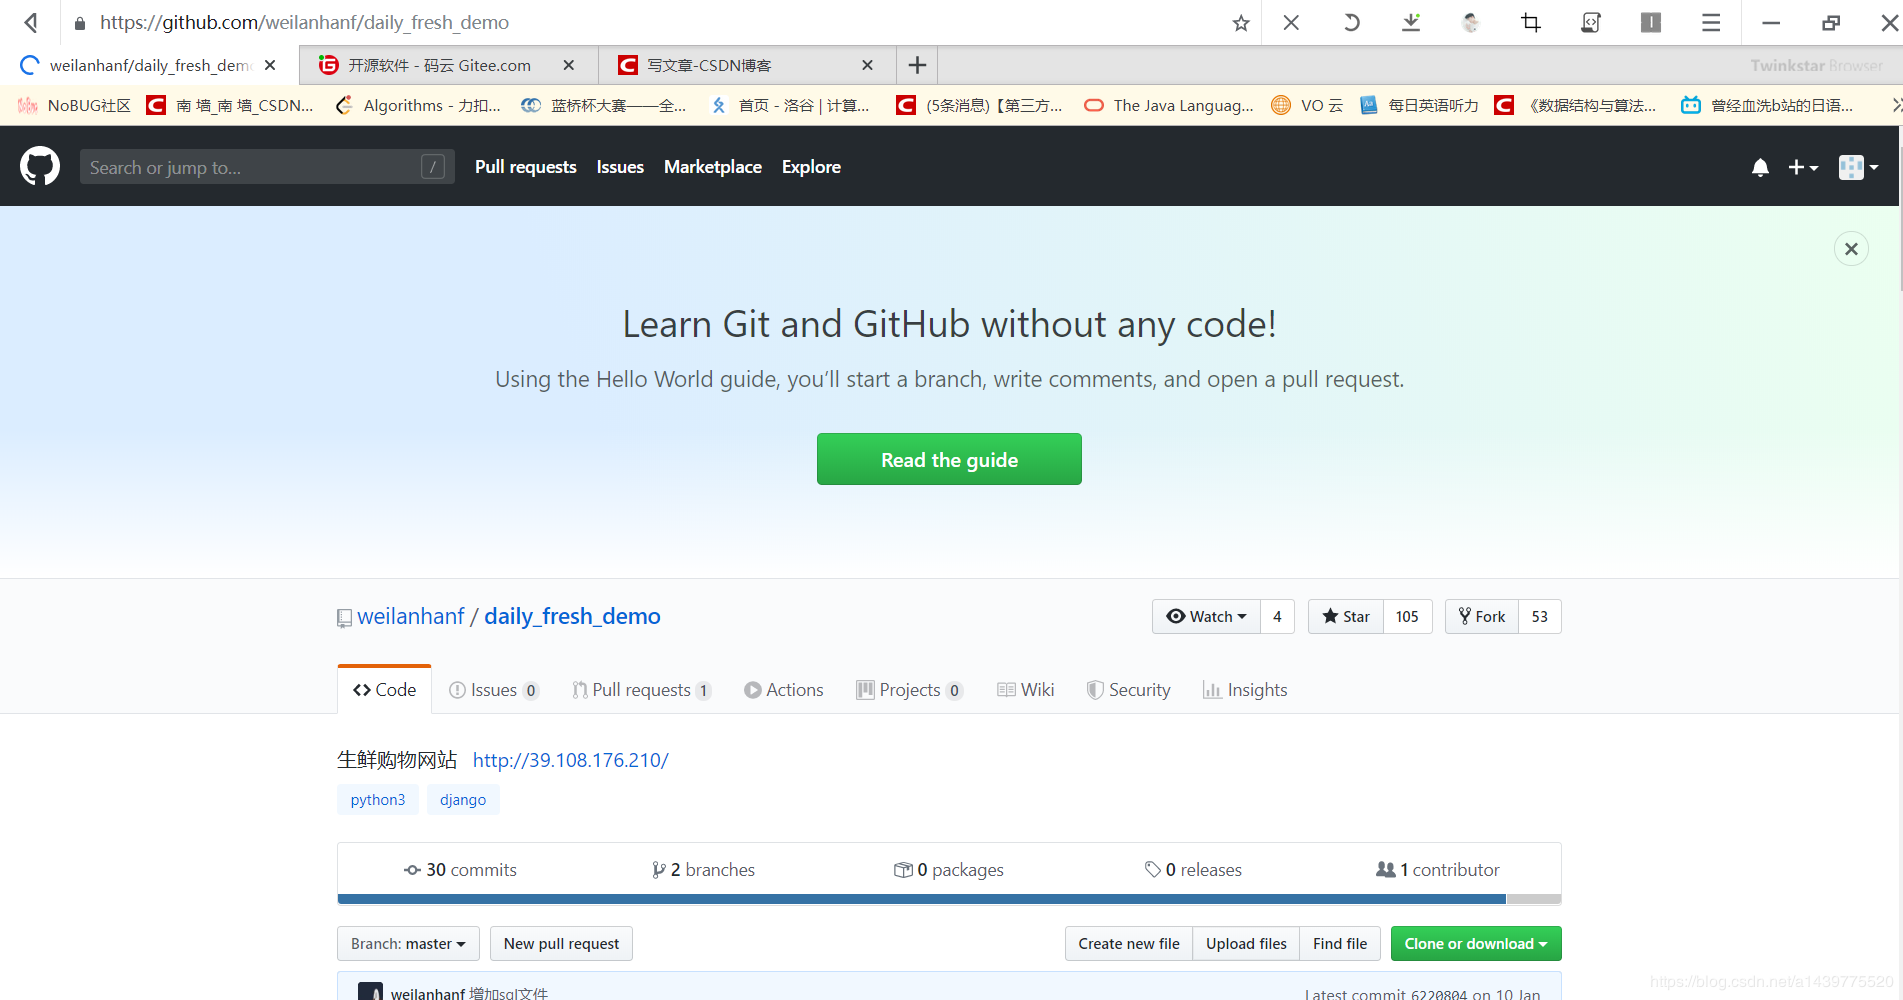 https://github.com/weilanhanf/daily_fresh_demo
weilanhanf/daily_fresh_dem
开源软件 - 码云 Gitee.com
写文章-CSDN博客
Twinkstar Browser
NoBUG社区
南 墙_南 墙_CSDN...
Algorithms - 力扣...
蓝桥杯大赛——全...
首页 - 洛谷 | 计算...
(5条消息)【第三方...
The Java Languag...
VO 云
每日英语听力
《数据结构与算法...
曾经血洗b站的日语...
Search or jump to...
/
Pull requests
Issues
Marketplace
Explore
Learn Git and GitHub without any code!
Using the Hello World guide, you’ll start a branch, write comments, and open a pull request.
Read the guide
weilanhanf / daily_fresh_demo
Watch 4
Star 105
Fork 53
Code
Issues 0
Pull requests 1
Actions
Projects 0
Wiki
Security
Insights
生鲜购物网站 http://39.108.176.210/
python3
django
30 commits
2 branches
0 packages
0 releases
1 contributor
Branch: master
New pull request
Create new file
Upload files
Find file
Clone or download
weilanhanf 增加sql文件
Latest commit 6220804 on 10 Jan
https://blog.csdn.net/a1439775520